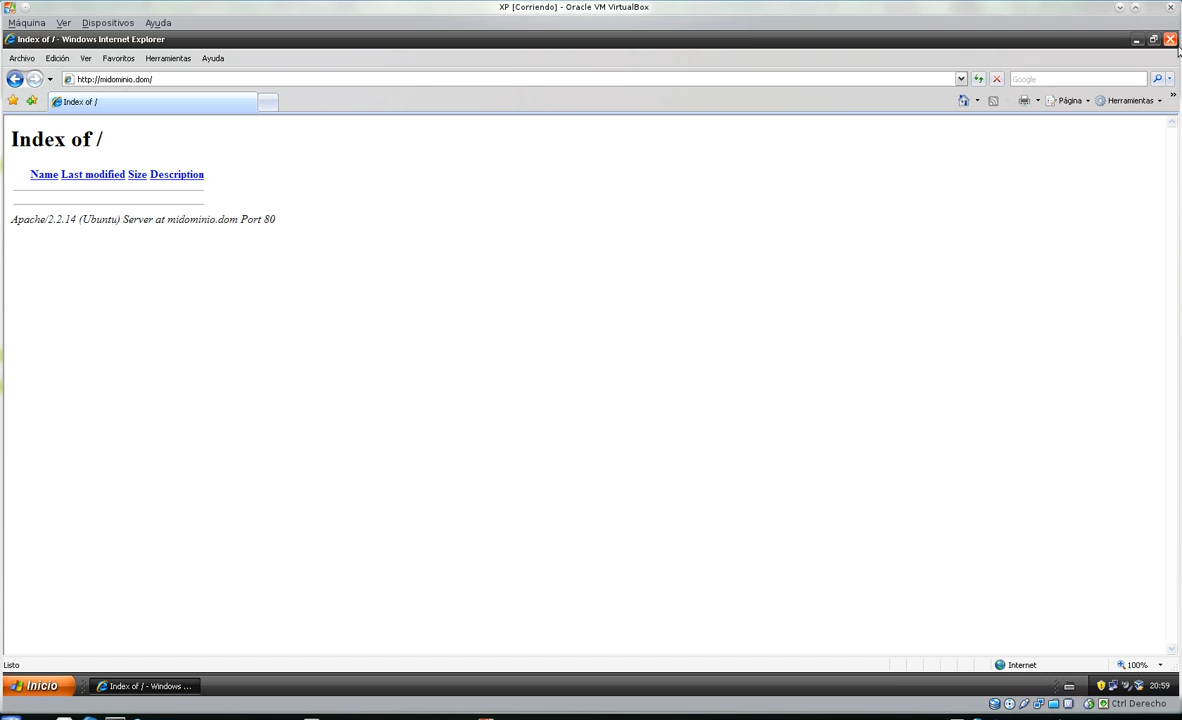 XP [Corriendo] - Oracle VM VirtualBox
Máquina Ver Dispositivos Ayuda
Index of / - Windows Internet Explorer
Archivo Edición Ver Favoritos Herramientas Ayuda
http://midominio.dom/ Google
Index of / Página Herramientas »
Index of /
Name Last modified Size Description
Apache/2.2.14 (Ubuntu) Server at midominio.dom Port 80
Listo Internet 100%
Inicio Index of / - Windows ... 20:59
Ctrl Derecho